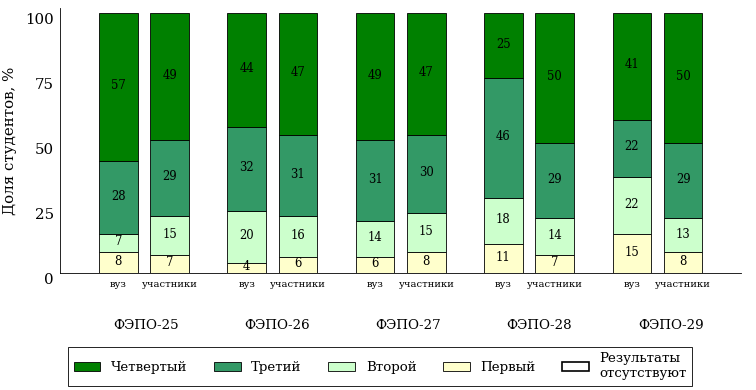 Доля студентов, %
100
75
50
25
0
57 49 44 47 49 47 25 50 41 50
28 29 32 31 31 30 46 29 22 29
7 15 20 16 14 15 18 14 22 13
8 7 4 6 6 8 11 7 15 8
вуз участники вуз участники вуз участники вуз участники вуз участники
ФЭПО-25 ФЭПО-26 ФЭПО-27 ФЭПО-28 ФЭПО-29
Четвертый Третий Второй Первый Результаты
отсутствуют